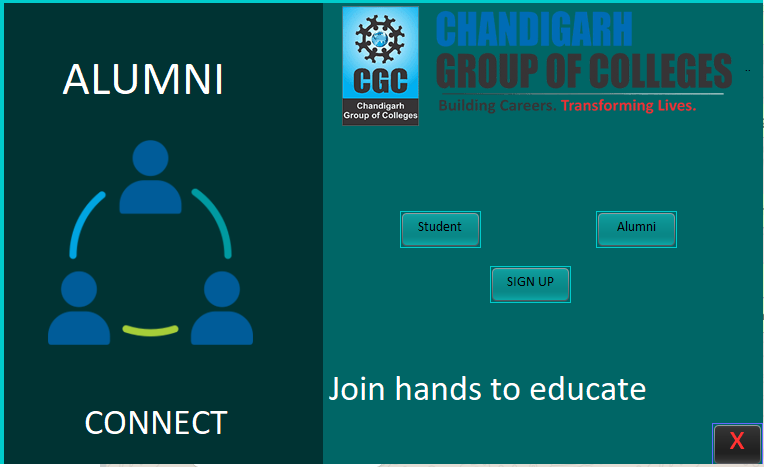 ALUMNI
CONNECT
CGC
Chandigarh
Group of Colleges
CHANDIGARH
GROUP OF COLLEGES
Building Careers. Transforming Lives.
Student
Alumni
SIGN UP
Join hands to educate
X